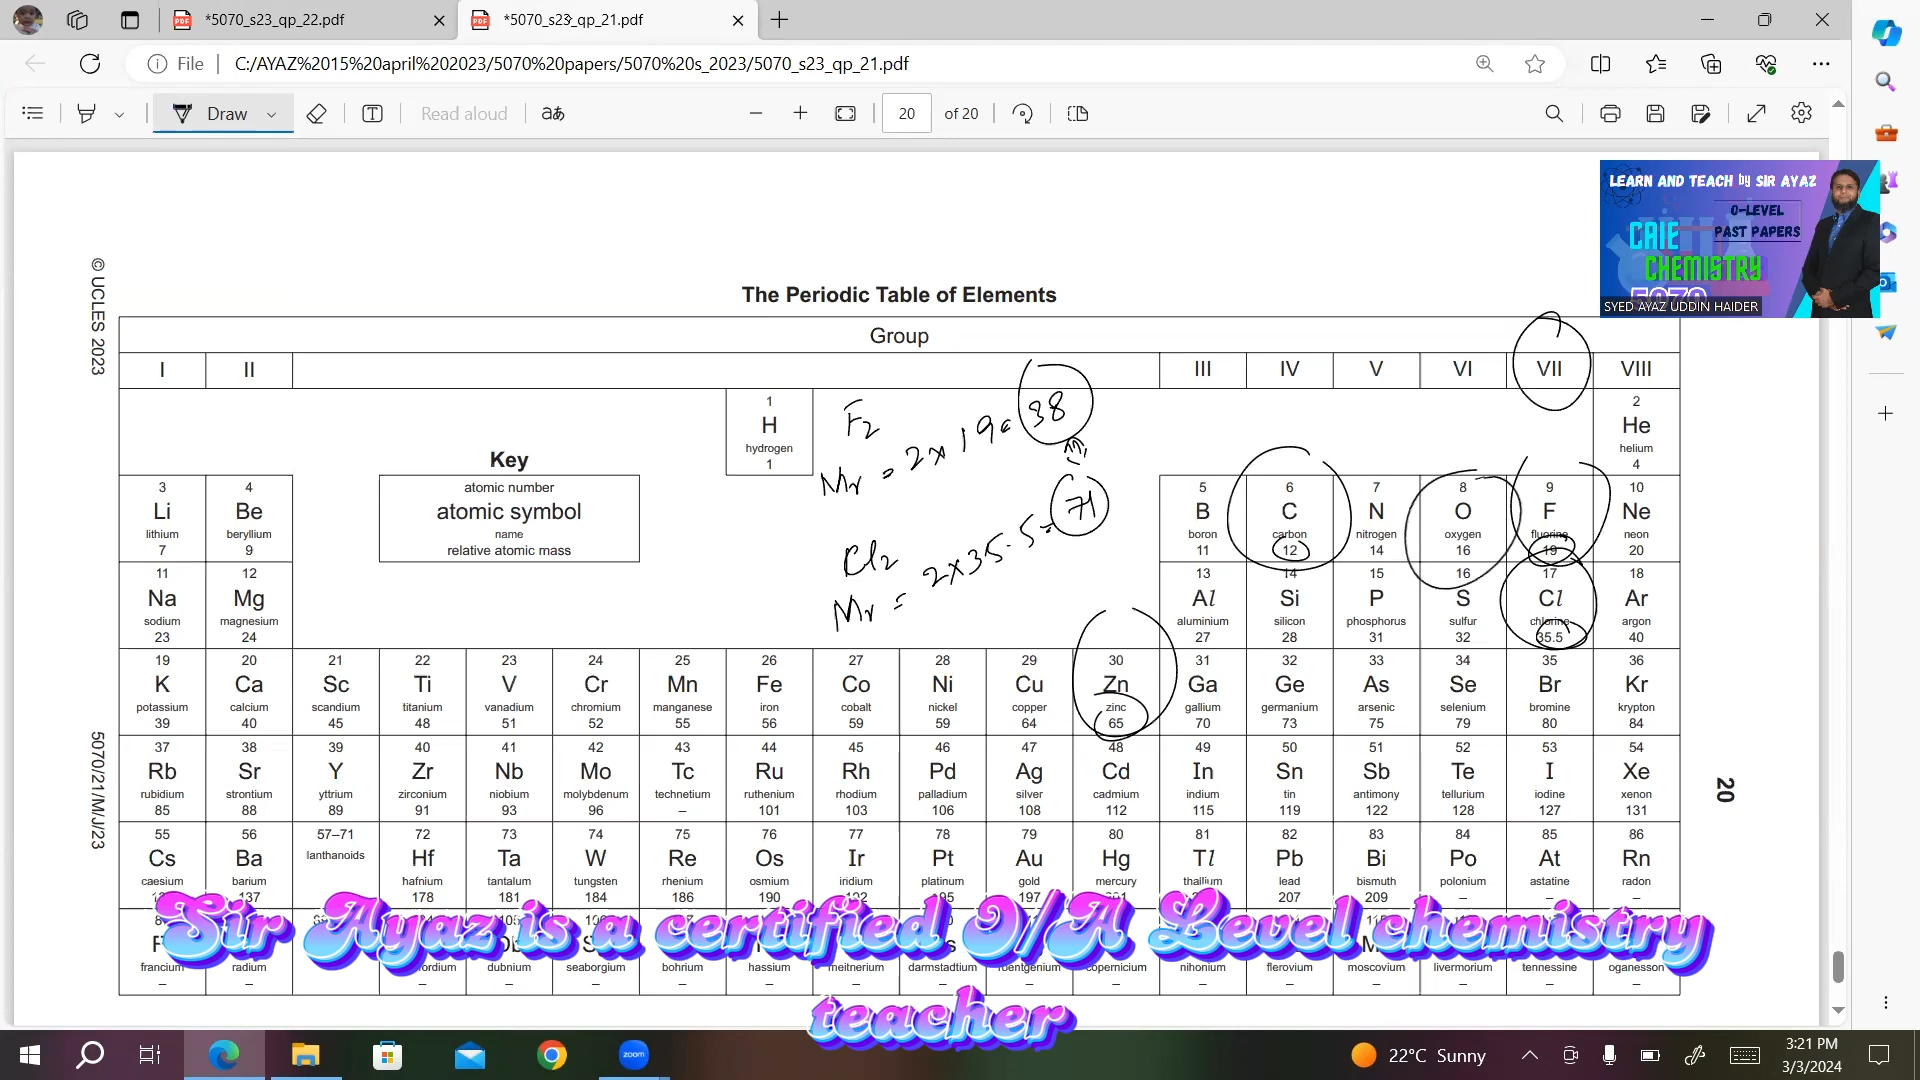 *5070_s23_qp_22.pdf
*5070_s23_qp_21.pdf
File
C:/AYAZ%2015%20april%202023/5070%20papers/5070%20s_2023/5070_s23_qp_21.pdf
Draw
Read aloud
20 of 20
LEARN AND TEACH by SIR AYAZ
O-LEVEL
PAST PAPERS
CAIE
CHEMISTRY
5070
SYED AYAZ UDDIN HAIDER
© UCLES 2023
5070/21/M/J/23
20
The Periodic Table of Elements
Group
I II III IV V VI VII VIII
1 2
H He
hydrogen helium
1 4
F2
Mr = 2x19= 38
Cl2
Mr = 2x35.5= 71
Key
atomic number
atomic symbol
name
relative atomic mass
3 4 5 6 7 8 9 10
Li Be B C N O F Ne
lithium beryllium boron carbon nitrogen oxygen fluorine neon
7 9 11 12 14 16 19 20
11 12 13 14 15 16 17 18
Na Mg Al Si P S Cl Ar
sodium magnesium aluminium silicon phosphorus sulfur chlorine argon
23 24 27 28 31 32 35.5 40
19 20 21 22 23 24 25 26 27 28 29 30 31 32 33 34 35 36
K Ca Sc Ti V Cr Mn Fe Co Ni Cu Zn Ga Ge As Se Br Kr
potassium calcium scandium titanium vanadium chromium manganese iron cobalt nickel copper zinc gallium germanium arsenic selenium bromine krypton
39 40 45 48 51 52 55 56 59 59 64 65 70 73 75 79 80 84
37 38 39 40 41 42 43 44 45 46 47 48 49 50 51 52 53 54
Rb Sr Y Zr Nb Mo Tc Ru Rh Pd Ag Cd In Sn Sb Te I Xe
rubidium strontium yttrium zirconium niobium molybdenum technetium ruthenium rhodium palladium silver cadmium indium tin antimony tellurium iodine xenon
85 88 89 91 93 96 – 101 103 106 108 112 115 119 122 128 127 131
55 56 57–71 72 73 74 75 76 77 78 79 80 81 82 83 84 85 86
Cs Ba lanthanoids Hf Ta W Re Os Ir Pt Au Hg Tl Pb Bi Po At Rn
caesium barium hafnium tantalum tungsten rhenium osmium iridium platinum gold mercury thallium lead bismuth polonium astatine radon
137 178 181 184 186 190 197 207 209 – – –
Sir Ayaz is a certified O/A Level chemistry
teacher
francium radium dubnium seaborgium bohrium hassium meitnerium darmstadtium roentgenium copernicium nihonium flerovium moscovium livermorium tennessine oganesson
– – – – – – – – – – – – – – – – –
zoom
22°C Sunny
3:21 PM
3/3/2024